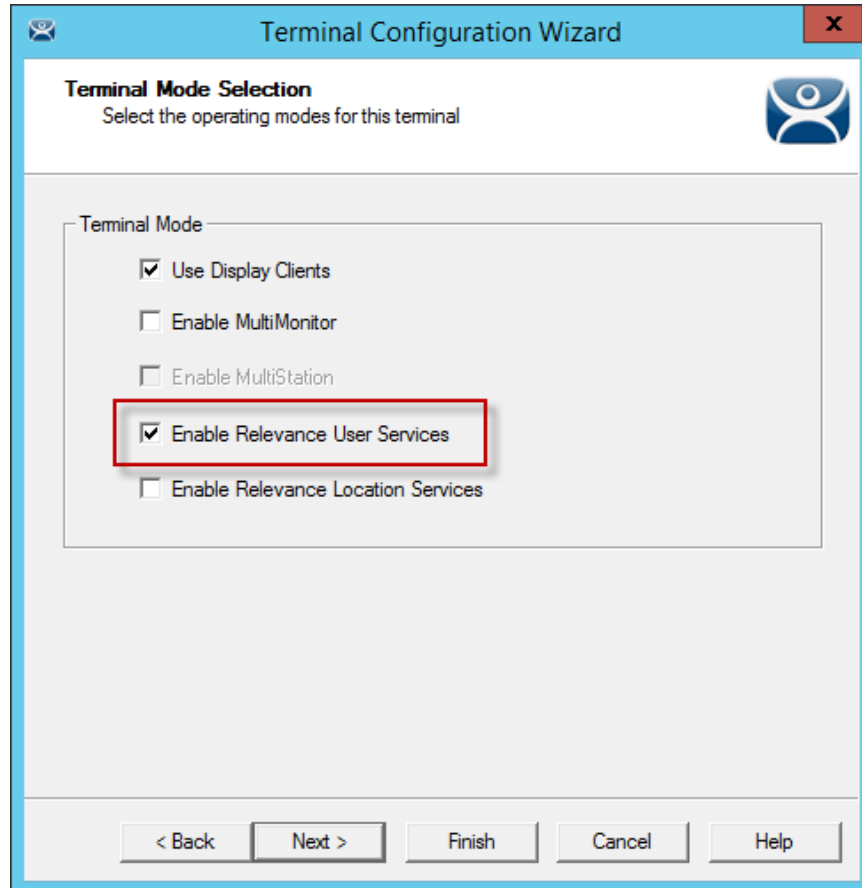 Terminal Configuration Wizard
x
Terminal Mode Selection
Select the operating modes for this terminal
Terminal Mode
Use Display Clients
Enable MultiMonitor
Enable MultiStation
Enable Relevance User Services
Enable Relevance Location Services
< Back Next > Finish Cancel Help